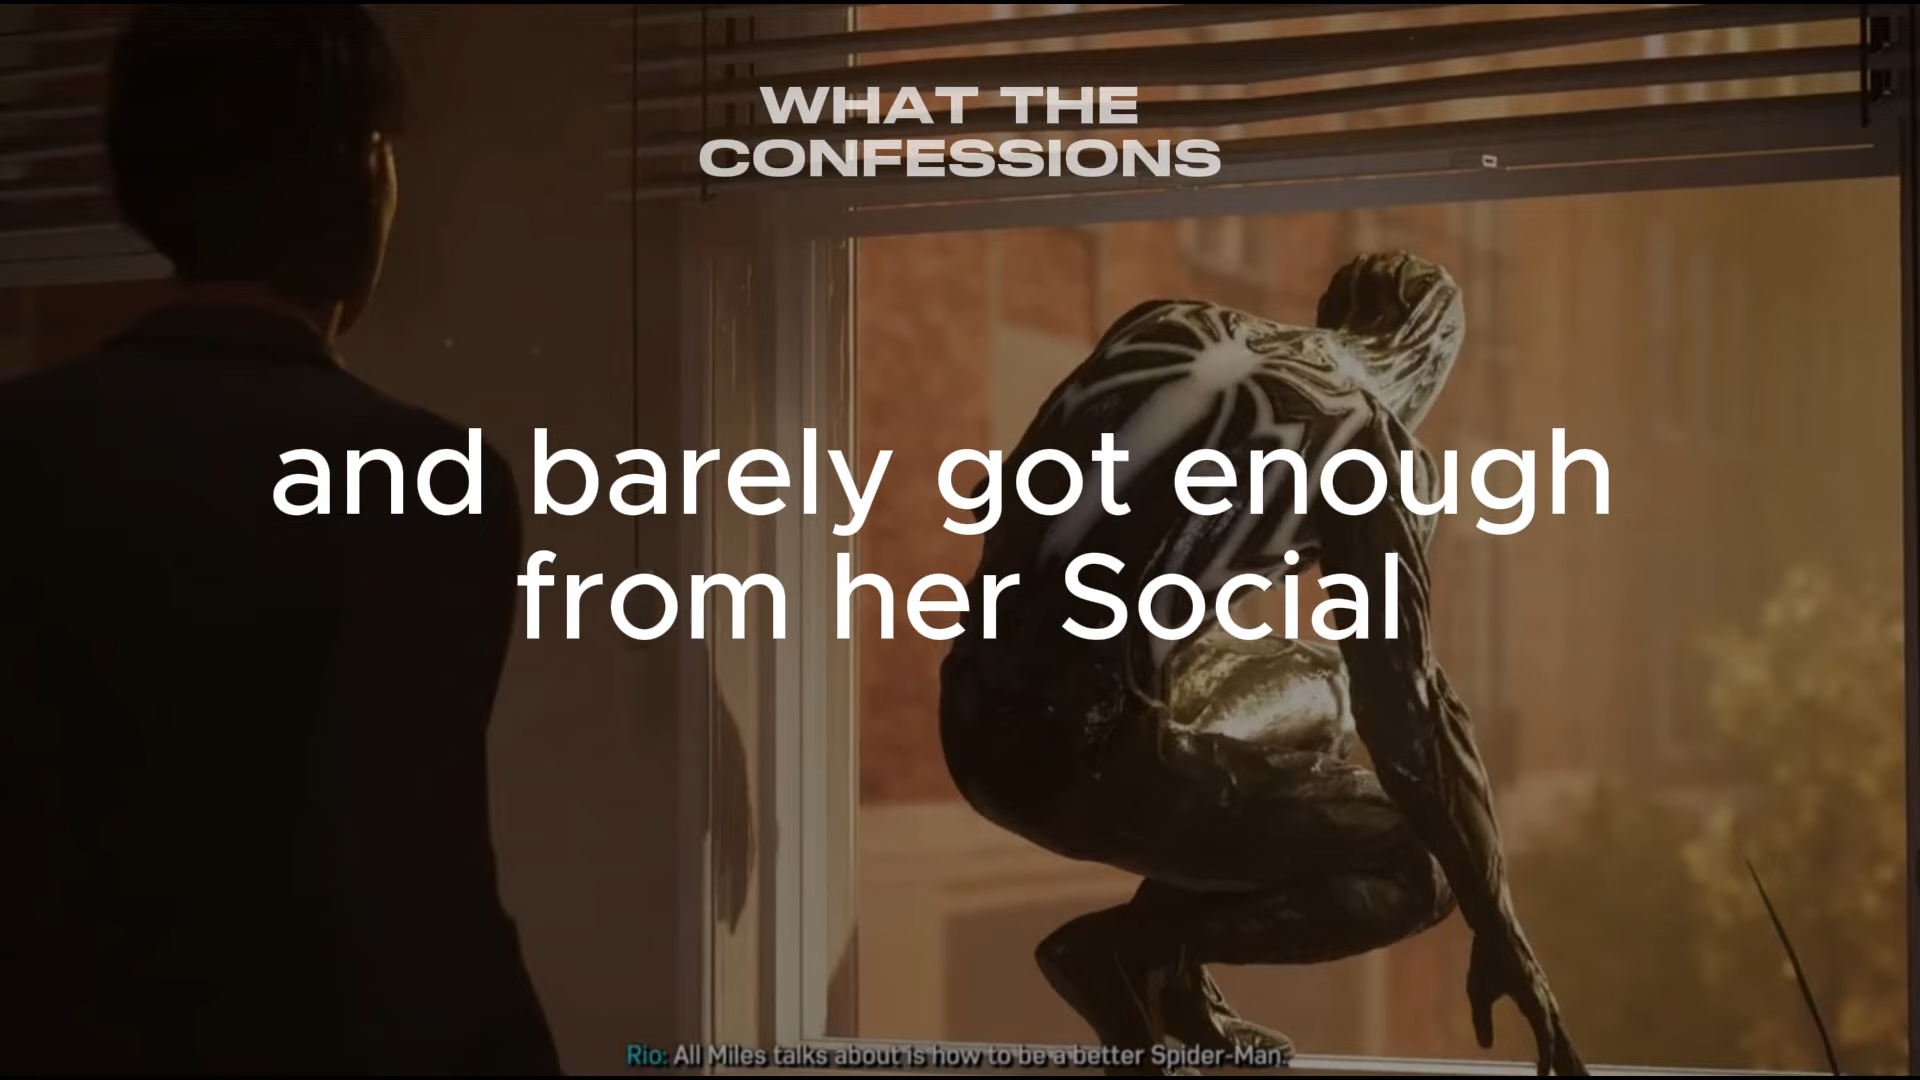 WHAT THE
CONFESSIONS
and barely got enough
from her Social
Rio: All Miles talks about is how to be a better Spider-Man.